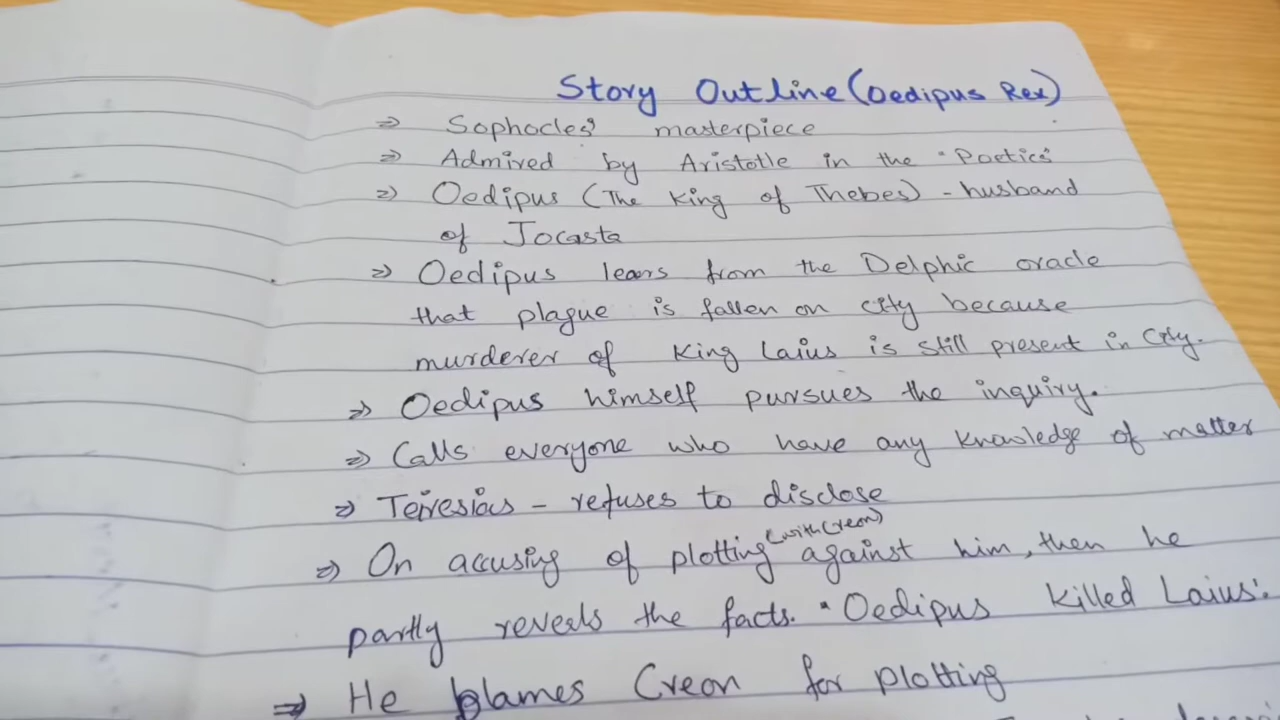 Story Outline (Oedipus Rex)
⇒ Sophocles' masterpiece
⇒ Admired by Aristotle in the "Poetics"
⇒ Oedipus (The King of Thebes) - husband
of Jocasta
⇒ Oedipus lears from the Delphic oracle
that plague is fallen on city because
murderer of King Laius is still present in City.
⇒ Oedipus himself pursues the inquiry.
⇒ Calls everyone who have any knowledge of matter
⇒ Teiresias - refuses to disclose
⇒ On accusing of plotting (with Creon) against him, then he
partly reveals the facts. "Oedipus killed Laius".
⇒ He blames Creon for plotting